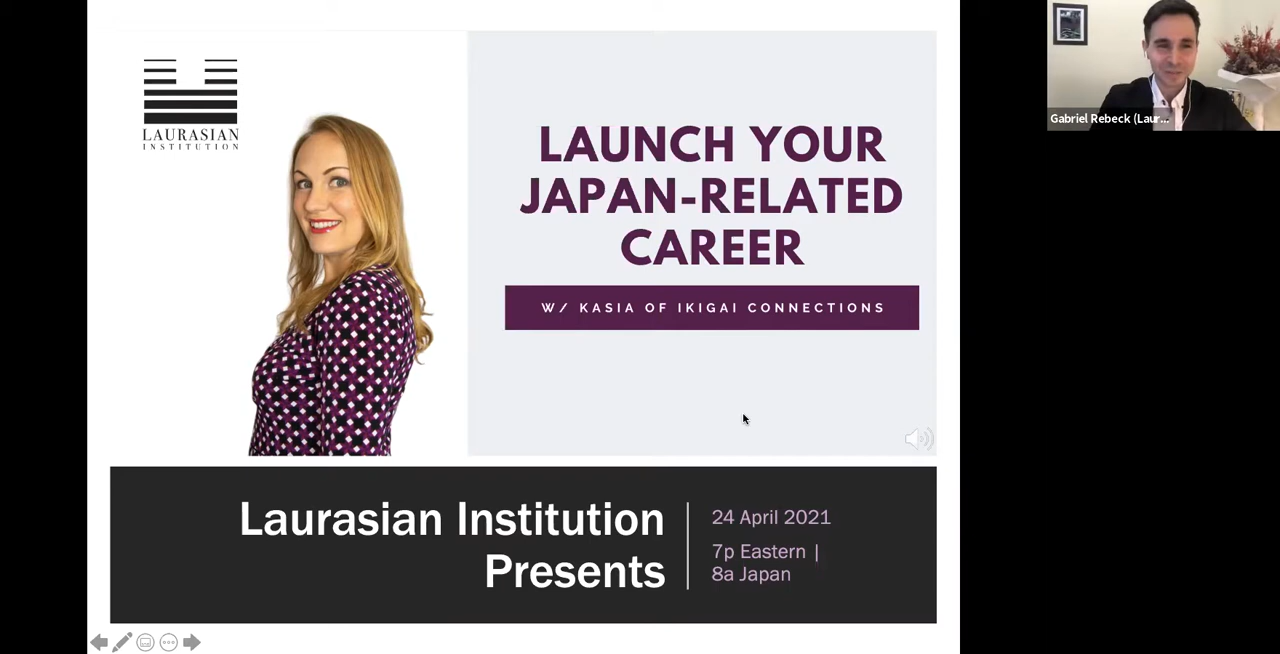 LAURASIAN
INSTITUTION
LAUNCH YOUR
JAPAN-RELATED
CAREER
W/ KASIA OF IKIGAI CONNECTIONS
Laurasian Institution
Presents
24 April 2021
7p Eastern |
8a Japan
Gabriel Rebeck (Laur...